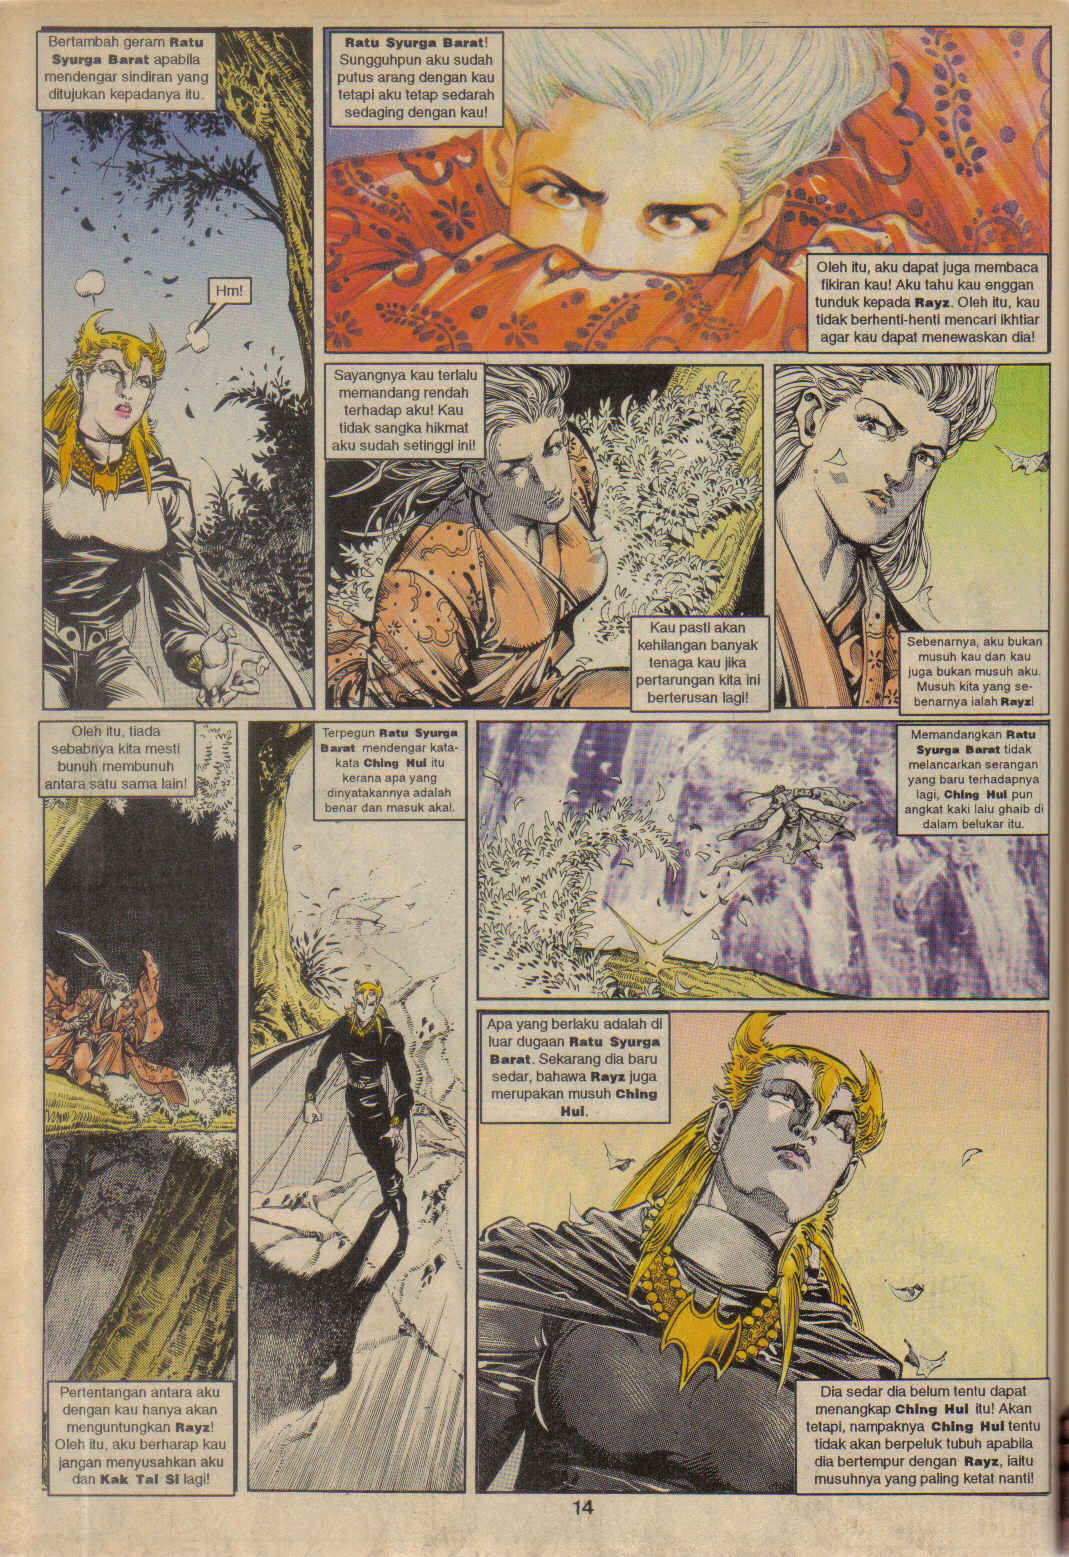 Bertambah geram Ratu
Syurga Barat apabila
mendengar sindiran yang
ditujukan kepadanya itu.
Hm!
Ratu Syurga Barat!
Sungguhpun aku sudah
putus arang dengan kau
tetapi aku tetap sedarah
sedaging dengan kau!
Oleh itu, aku dapat juga membaca
fikiran kau! Aku tahu kau enggan
tunduk kepada Rayz. Oleh itu, kau
tidak berhenti-henti mencari ikhtiar
agar kau dapat menewaskan dia!
Sayangnya kau terlalu
memandang rendah
terhadap aku! Kau
tidak sangka hikmat
aku sudah setinggi ini!
Kau pasti akan
kehilangan banyak
tenaga kau jika
pertarungan kita ini
berterusan lagi!
Sebenarnya, aku bukan
musuh kau dan kau
juga bukan musuh aku.
Musuh kita yang se-
benarnya ialah Rayz!
Oleh itu, tiada
sebabnya kita mesti
bunuh membunuh
antara satu sama lain!
Pertentangan antara aku
dengan kau hanya akan
menguntungkan Rayz!
Oleh itu, aku berharap kau
jangan menyusahkan aku
dan Kak Tai Si lagi!
Terpegun Ratu Syurga
Barat mendengar kata-
kata Ching Hui itu
kerana apa yang
dinyatakannya adalah
benar dan masuk akal.
Memandangkan Ratu
Syurga Barat tidak
melancarkan serangan
yang baru terhadapnya
lagi, Ching Hui pun
angkat kaki lalu ghaib di
dalam belukar itu.
Apa yang berlaku adalah di
luar dugaan Ratu Syurga
Barat. Sekarang dia baru
sedar, bahawa Rayz juga
merupakan musuh Ching
Hui.
Dia sedar dia belum tentu dapat
menangkap Ching Hui itu! Akan
tetapi, nampaknya Ching Hui tentu
tidak akan berpeluk tubuh apabila
dia bertempur dengan Rayz, iaitu
musuhnya yang paling ketat nanti!
14